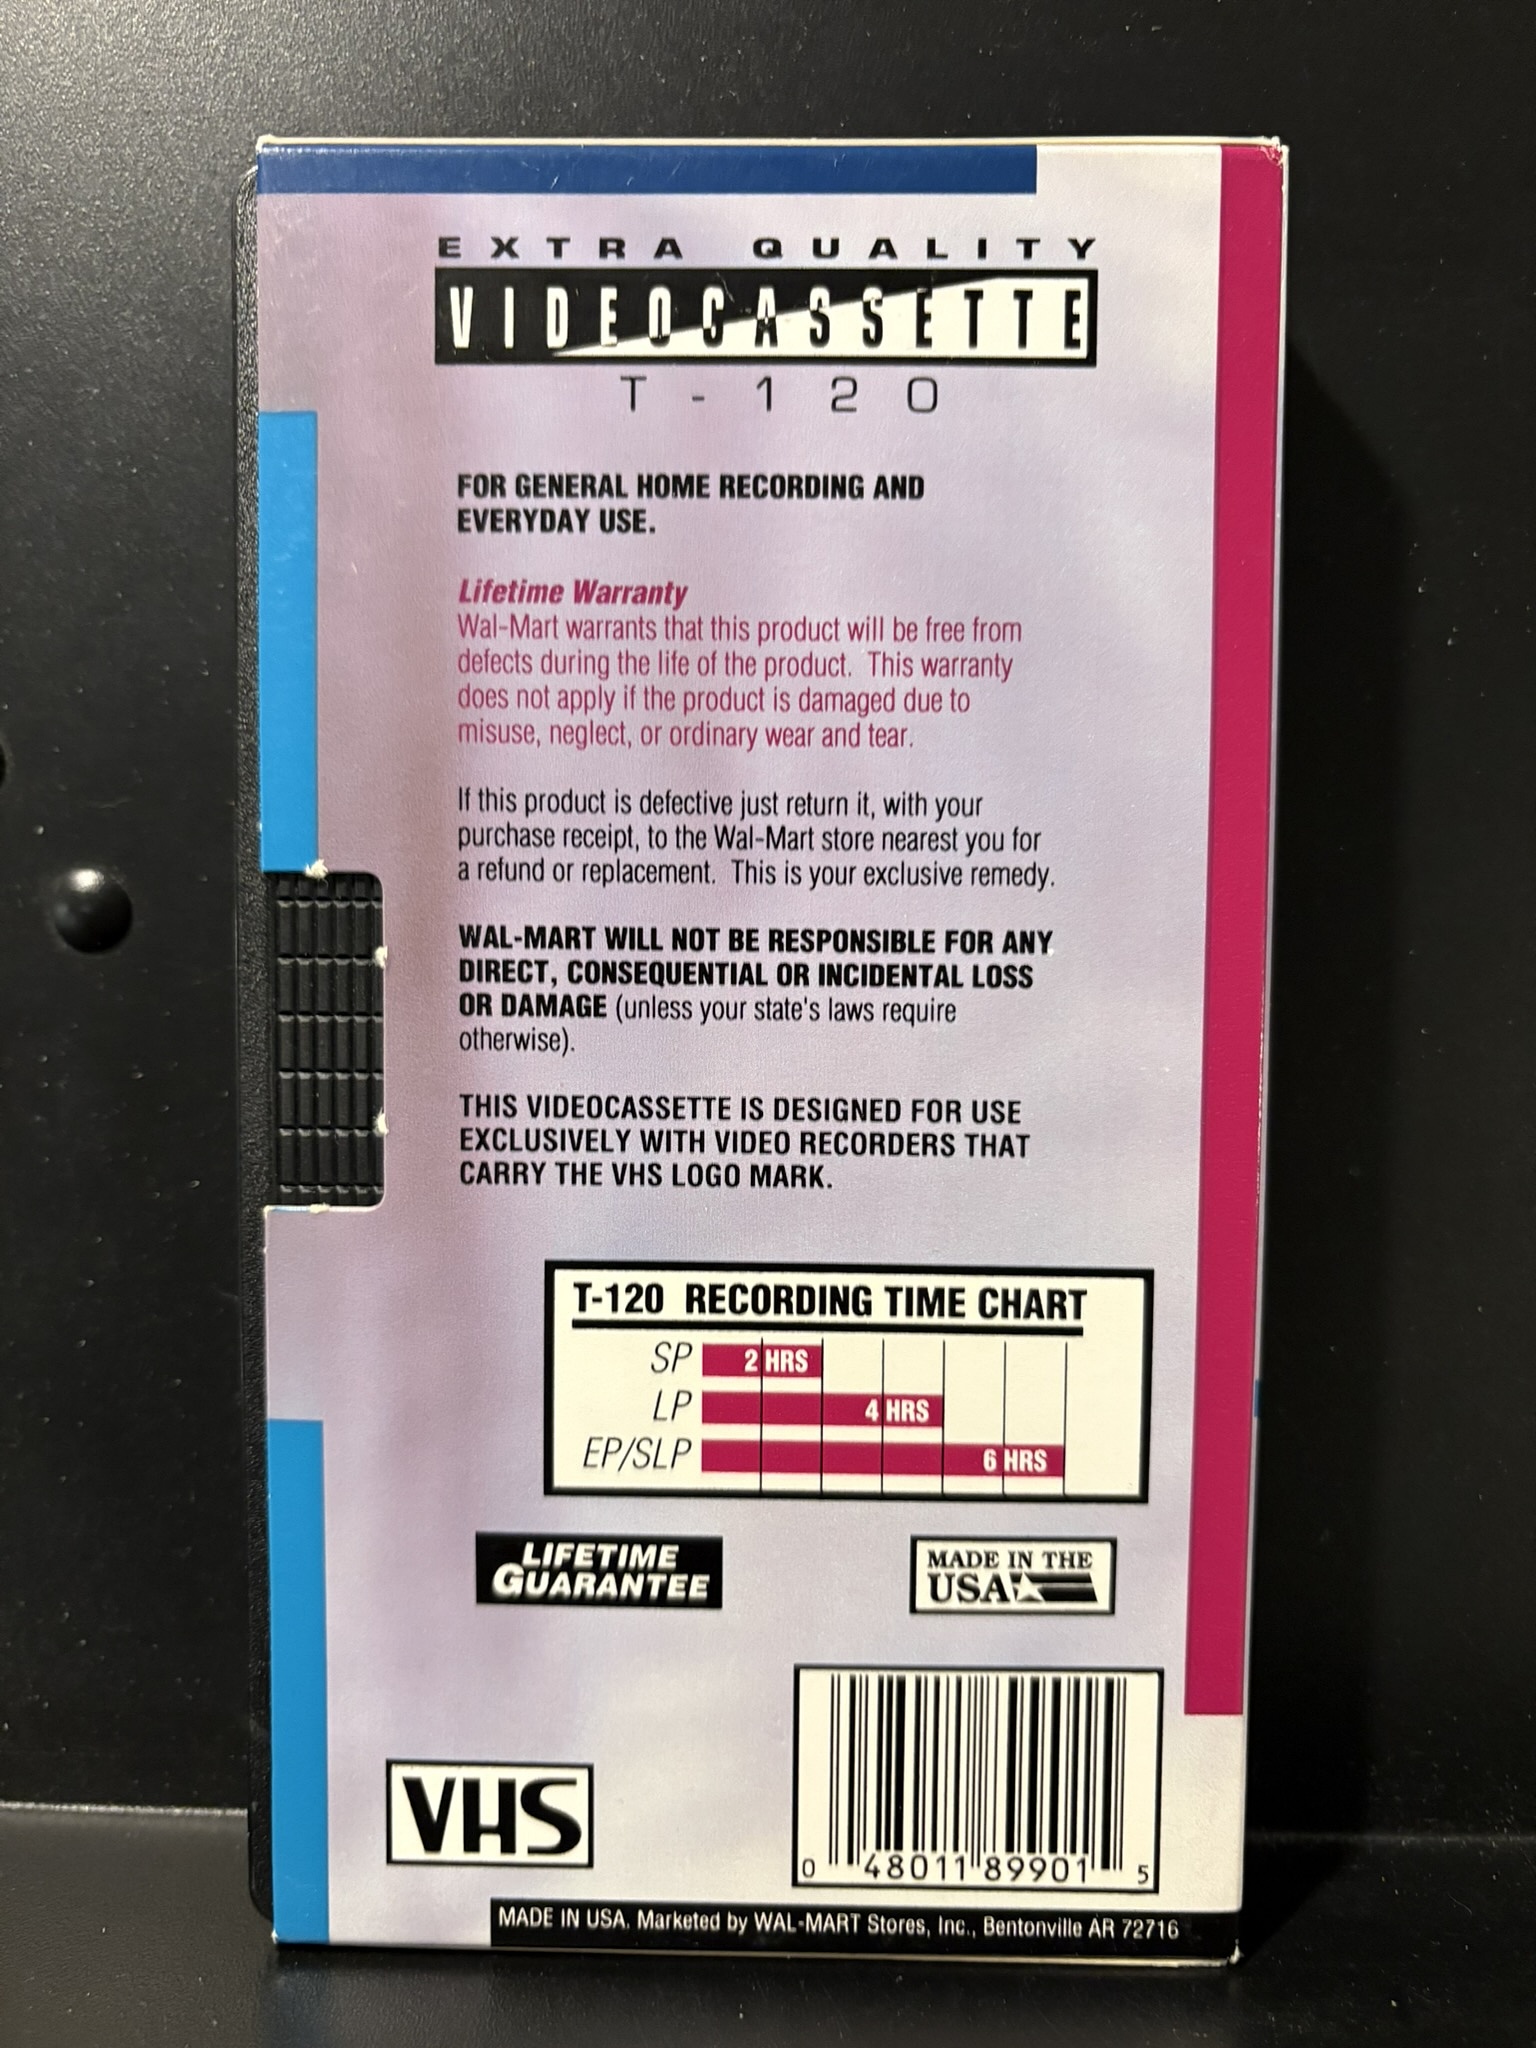 EXTRA QUALITY
VIDEOCASSETTE
T-120
FOR GENERAL HOME RECORDING AND
EVERYDAY USE.
Lifetime Warranty
Wal-Mart warrants that this product will be free from
defects during the life of the product. This warranty
does not apply if the product is damaged due to
misuse, neglect, or ordinary wear and tear.
If this product is defective just return it, with your
purchase receipt, to the Wal-Mart store nearest you for
a refund or replacement. This is your exclusive remedy.
WAL-MART WILL NOT BE RESPONSIBLE FOR ANY
DIRECT, CONSEQUENTIAL OR INCIDENTAL LOSS
OR DAMAGE (unless your state's laws require
otherwise).
THIS VIDEOCASSETTE IS DESIGNED FOR USE
EXCLUSIVELY WITH VIDEO RECORDERS THAT
CARRY THE VHS LOGO MARK.
T-120 RECORDING TIME CHART
SP 2 HRS
LP 4 HRS
EP/SLP 6 HRS
LIFETIME
GUARANTEE
MADE IN THE
USA
VHS
0 48011 89901 5
MADE IN USA. Marketed by WAL-MART Stores, Inc., Bentonville AR 72716